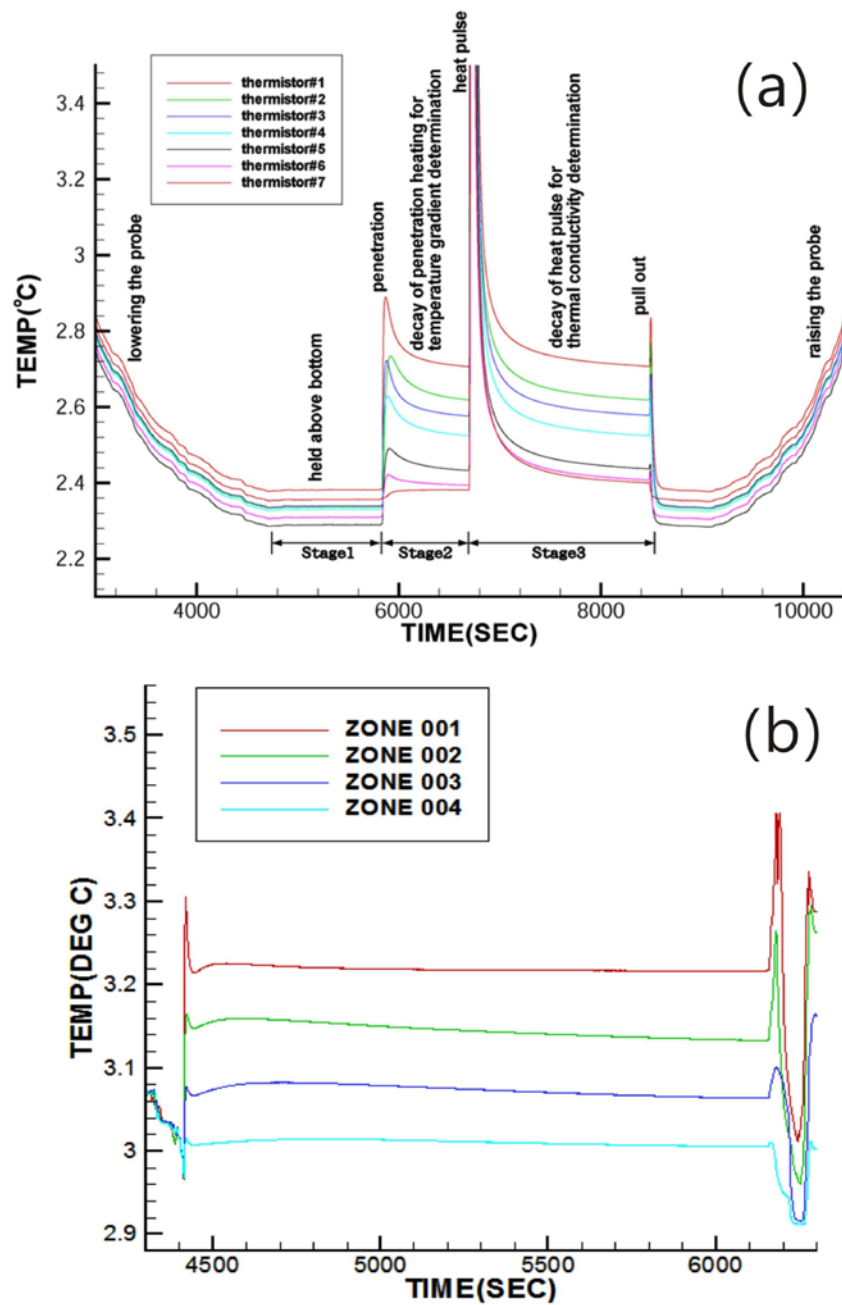 (a)
thermistor#1
thermistor#2
thermistor#3
thermistor#4
thermistor#5
thermistor#6
thermistor#7
lowering the probe
held above bottom
penetration
decay of penetration heating for
temperature gradient determination
heat pulse
decay of heat pulse for
thermal conductivity determination
pull out
raising the probe
Stage1
Stage2
Stage3
TEMP(°C)
3.4
3.2
3
2.8
2.6
2.4
2.2
4000
6000
8000
10000
TIME(SEC)
(b)
ZONE 001
ZONE 002
ZONE 003
ZONE 004
TEMP(DEG C)
3.5
3.4
3.3
3.2
3.1
3
2.9
4500
5000
5500
6000
TIME(SEC)